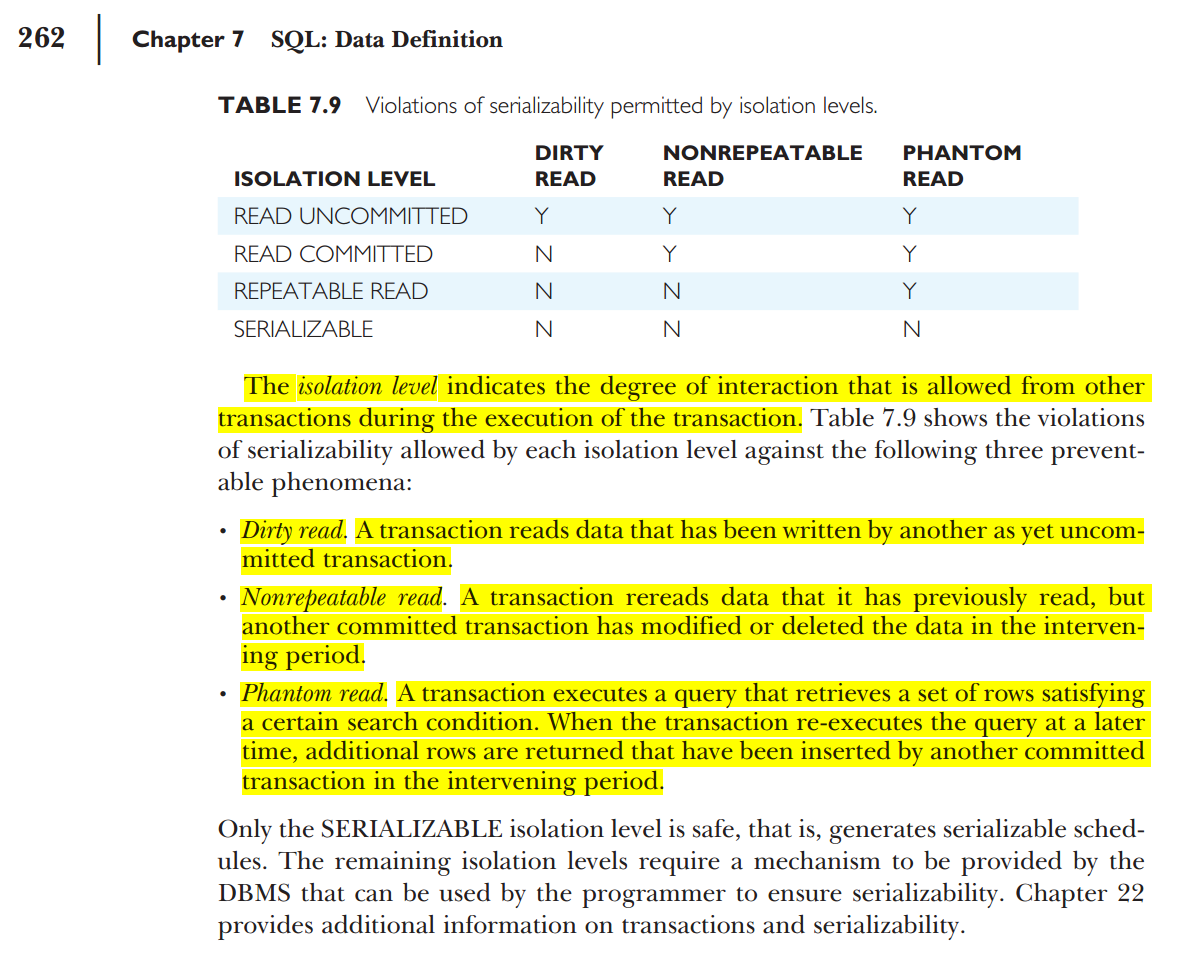 262 Chapter 7 SQL: Data Definition
TABLE 7.9 Violations of serializability permitted by isolation levels.
DIRTY NONREPEATABLE PHANTOM
ISOLATION LEVEL READ READ READ
READ UNCOMMITTED Y Y Y
READ COMMITTED N Y Y
REPEATABLE READ N N Y
SERIALIZABLE N N N
The isolation level indicates the degree of interaction that is allowed from other
transactions during the execution of the transaction. Table 7.9 shows the violations
of serializability allowed by each isolation level against the following three prevent-
able phenomena:
• Dirty read. A transaction reads data that has been written by another as yet uncom-
mitted transaction.
• Nonrepeatable read. A transaction rereads data that it has previously read, but
another committed transaction has modified or deleted the data in the interven-
ing period.
• Phantom read. A transaction executes a query that retrieves a set of rows satisfying
a certain search condition. When the transaction re-executes the query at a later
time, additional rows are returned that have been inserted by another committed
transaction in the intervening period.
Only the SERIALIZABLE isolation level is safe, that is, generates serializable sched-
ules. The remaining isolation levels require a mechanism to be provided by the
DBMS that can be used by the programmer to ensure serializability. Chapter 22
provides additional information on transactions and serializability.